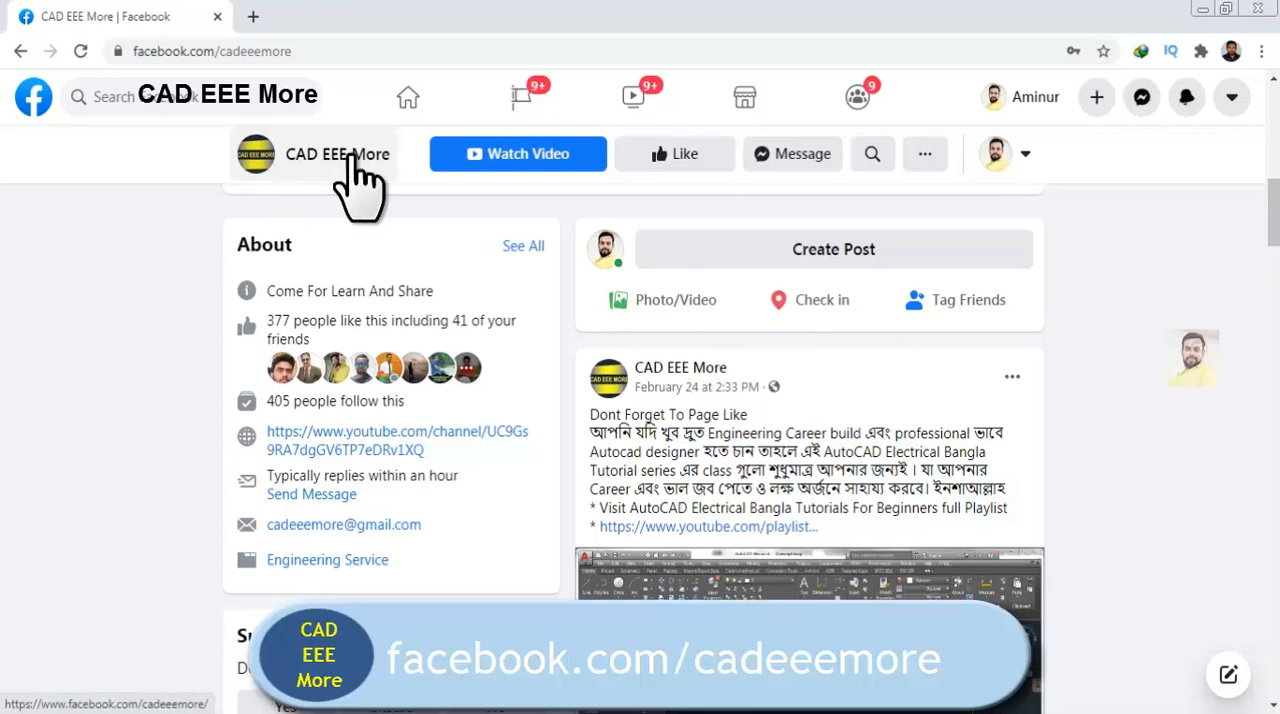 CAD EEE More | Facebook
facebook.com/cadeeemore
Search Facebook
CAD EEE More
9+
9+
9
Aminur
CAD EEE More
Watch Video
Like
Message
About
See All
Come For Learn And Share
377 people like this including 41 of your
friends
405 people follow this
https://www.youtube.com/channel/UC9Gs
9RA7dgGV6TP7eDRv1XQ
Typically replies within an hour
Send Message
cadeeemore@gmail.com
Engineering Service
Create Post
Photo/Video
Check in
Tag Friends
CAD EEE More
CAD EEE More
February 24 at 2:33 PM
Dont Forget To Page Like
আপনি যদি খুব দ্রুত Engineering Career build এবং professional ভাবে
Autocad designer হতে চান তাহলে এই AutoCAD Electrical Bangla
Tutorial series এর class গুলো শুধুমাত্র আপনার জন্যই । যা আপনার
Career এবং ভাল জব পেতে ও লক্ষ অর্জনে সাহায্য করবে। ইনশাআল্লাহ
* Visit AutoCAD Electrical Bangla Tutorials For Beginners full Playlist
* https://www.youtube.com/playlist...
CAD
EEE
More
facebook.com/cadeeemore
https://www.facebook.com/cadeeemore/